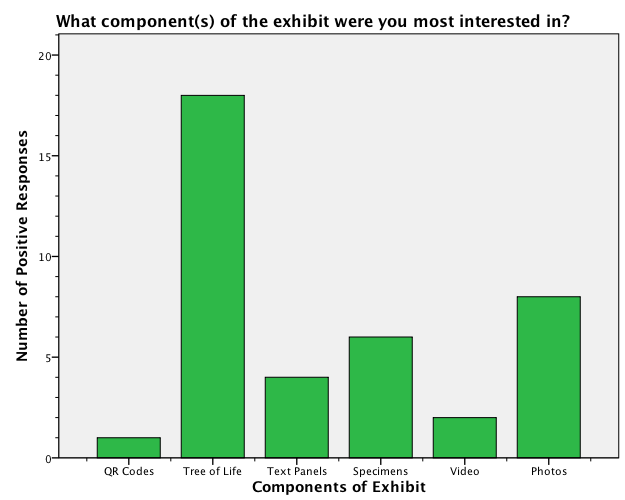 What component(s) of the exhibit were you most interested in?
Number of Positive Responses
20
15
10
5
0
QR Codes Tree of Life Text Panels Specimens Video Photos
Components of Exhibit